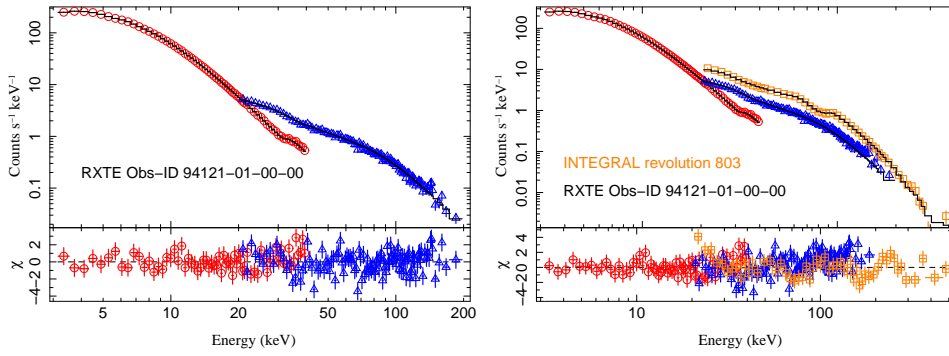 100
10
1
0.1
Counts s⁻¹ keV⁻¹
RXTE Obs−ID 94121−01−00−00
2
0
−2
−4
χ
5
10
20
50
100
200
Energy (keV)
100
10
1
0.1
0.01
Counts s⁻¹ keV⁻¹
INTEGRAL revolution 803
RXTE Obs−ID 94121−01−00−00
4
2
0
−2
−4
χ
10
100
Energy (keV)